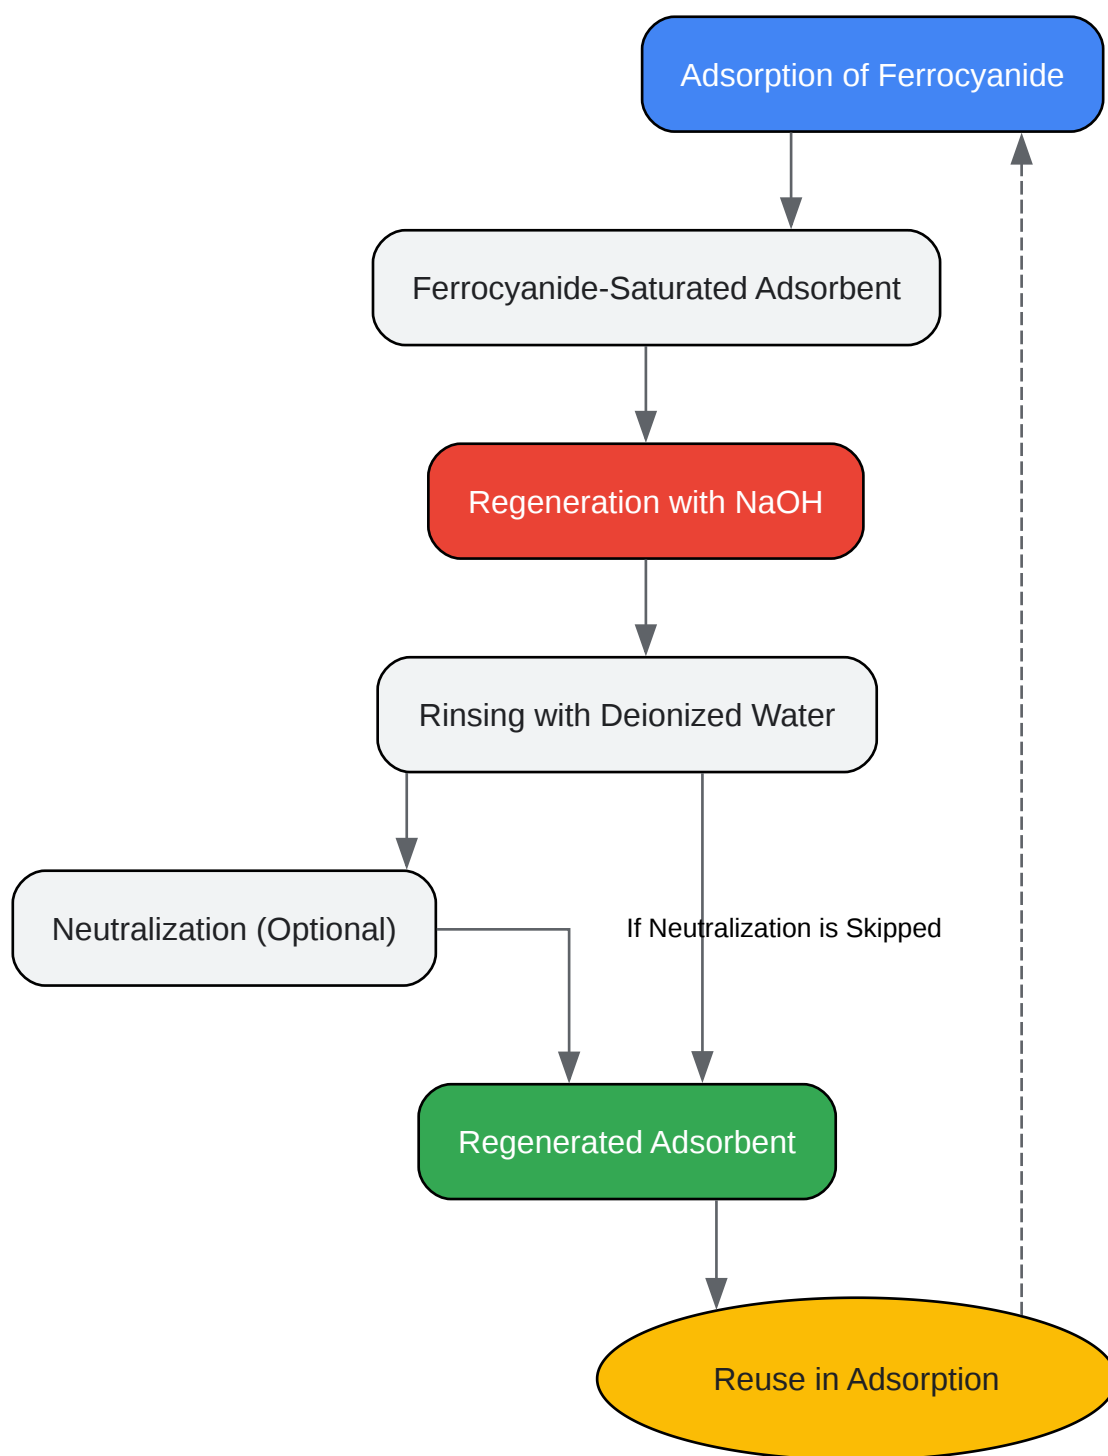 Adsorption of Ferrocyanide
Ferrocyanide-Saturated Adsorbent
Regeneration with NaOH
Rinsing with Deionized Water
Neutralization (Optional)
If Neutralization is Skipped
Regenerated Adsorbent
Reuse in Adsorption